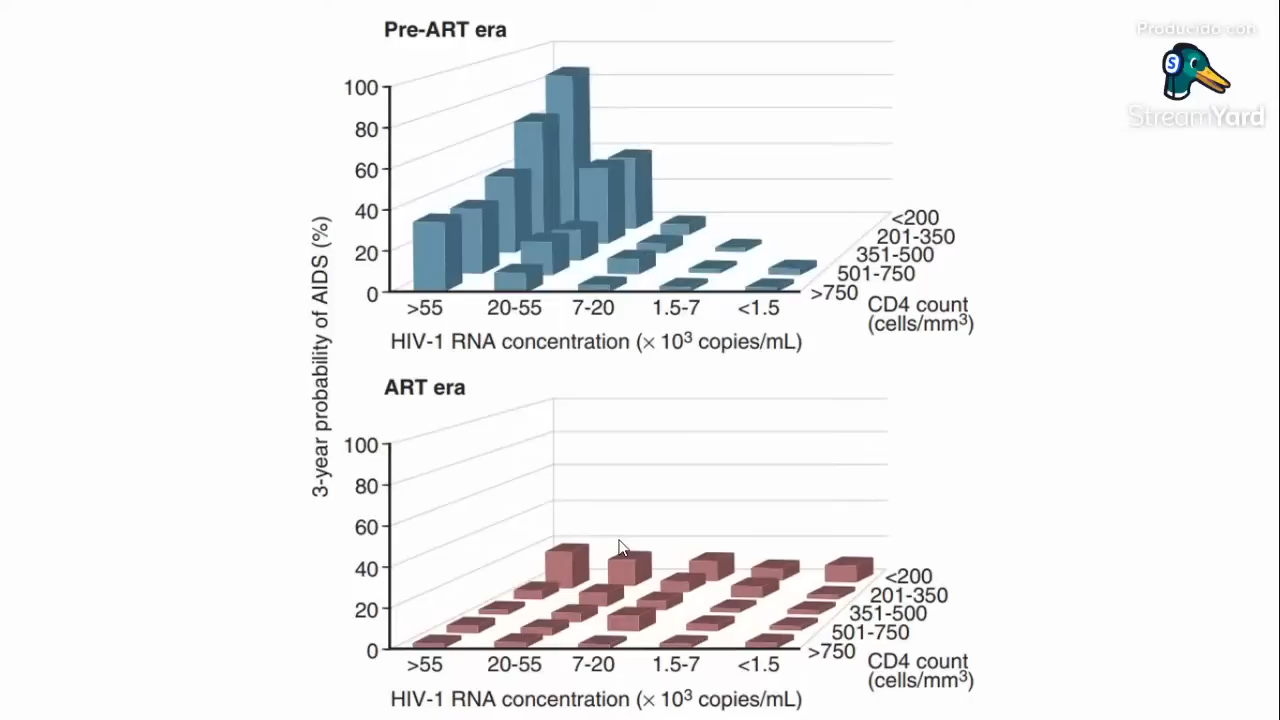 Producido con
StreamYard
Pre-ART era
3-year probability of AIDS (%)
100
80
60
40
20
0
>55 20-55 7-20 1.5-7 <1.5
<200
201-350
351-500
501-750
>750
CD4 count
(cells/mm³)
HIV-1 RNA concentration (× 10³ copies/mL)
ART era
100
80
60
40
20
0
>55 20-55 7-20 1.5-7 <1.5
<200
201-350
351-500
501-750
>750
CD4 count
(cells/mm³)
HIV-1 RNA concentration (× 10³ copies/mL)